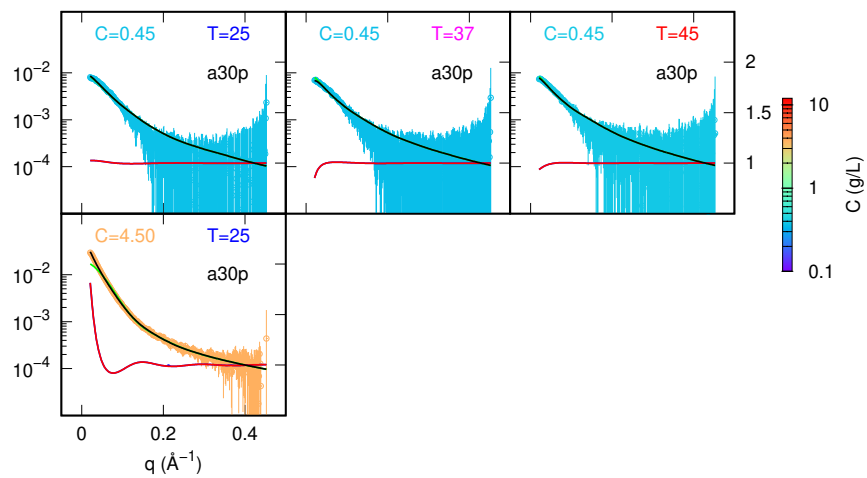 C=0.45 T=25
a30p
C=0.45 T=37
a30p
C=0.45 T=45
a30p
10⁻²
10⁻³
10⁻⁴
2
1.5
1
10
1
0.1
C (g/L)
C=4.50 T=25
a30p
10⁻²
10⁻³
10⁻⁴
0 0.2 0.4
q (Å⁻¹)